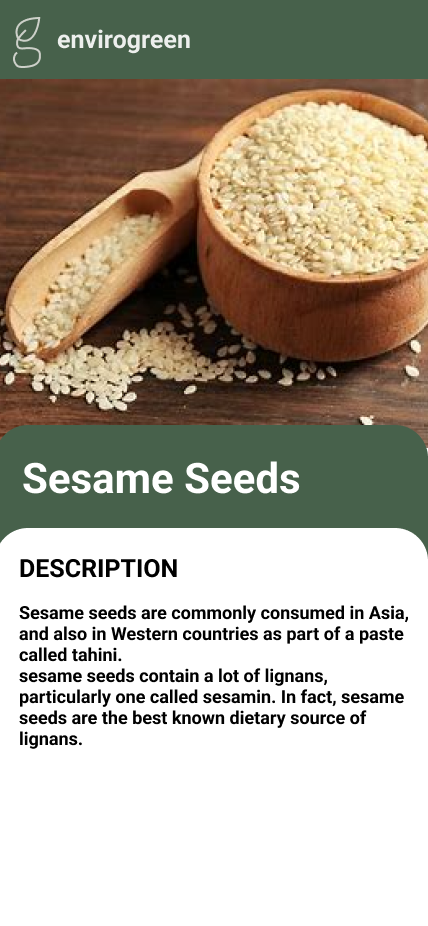 envirogreen
Sesame Seeds
DESCRIPTION
Sesame seeds are commonly consumed in Asia,
and also in Western countries as part of a paste
called tahini.
sesame seeds contain a lot of lignans,
particularly one called sesamin. In fact, sesame
seeds are the best known dietary source of
lignans.